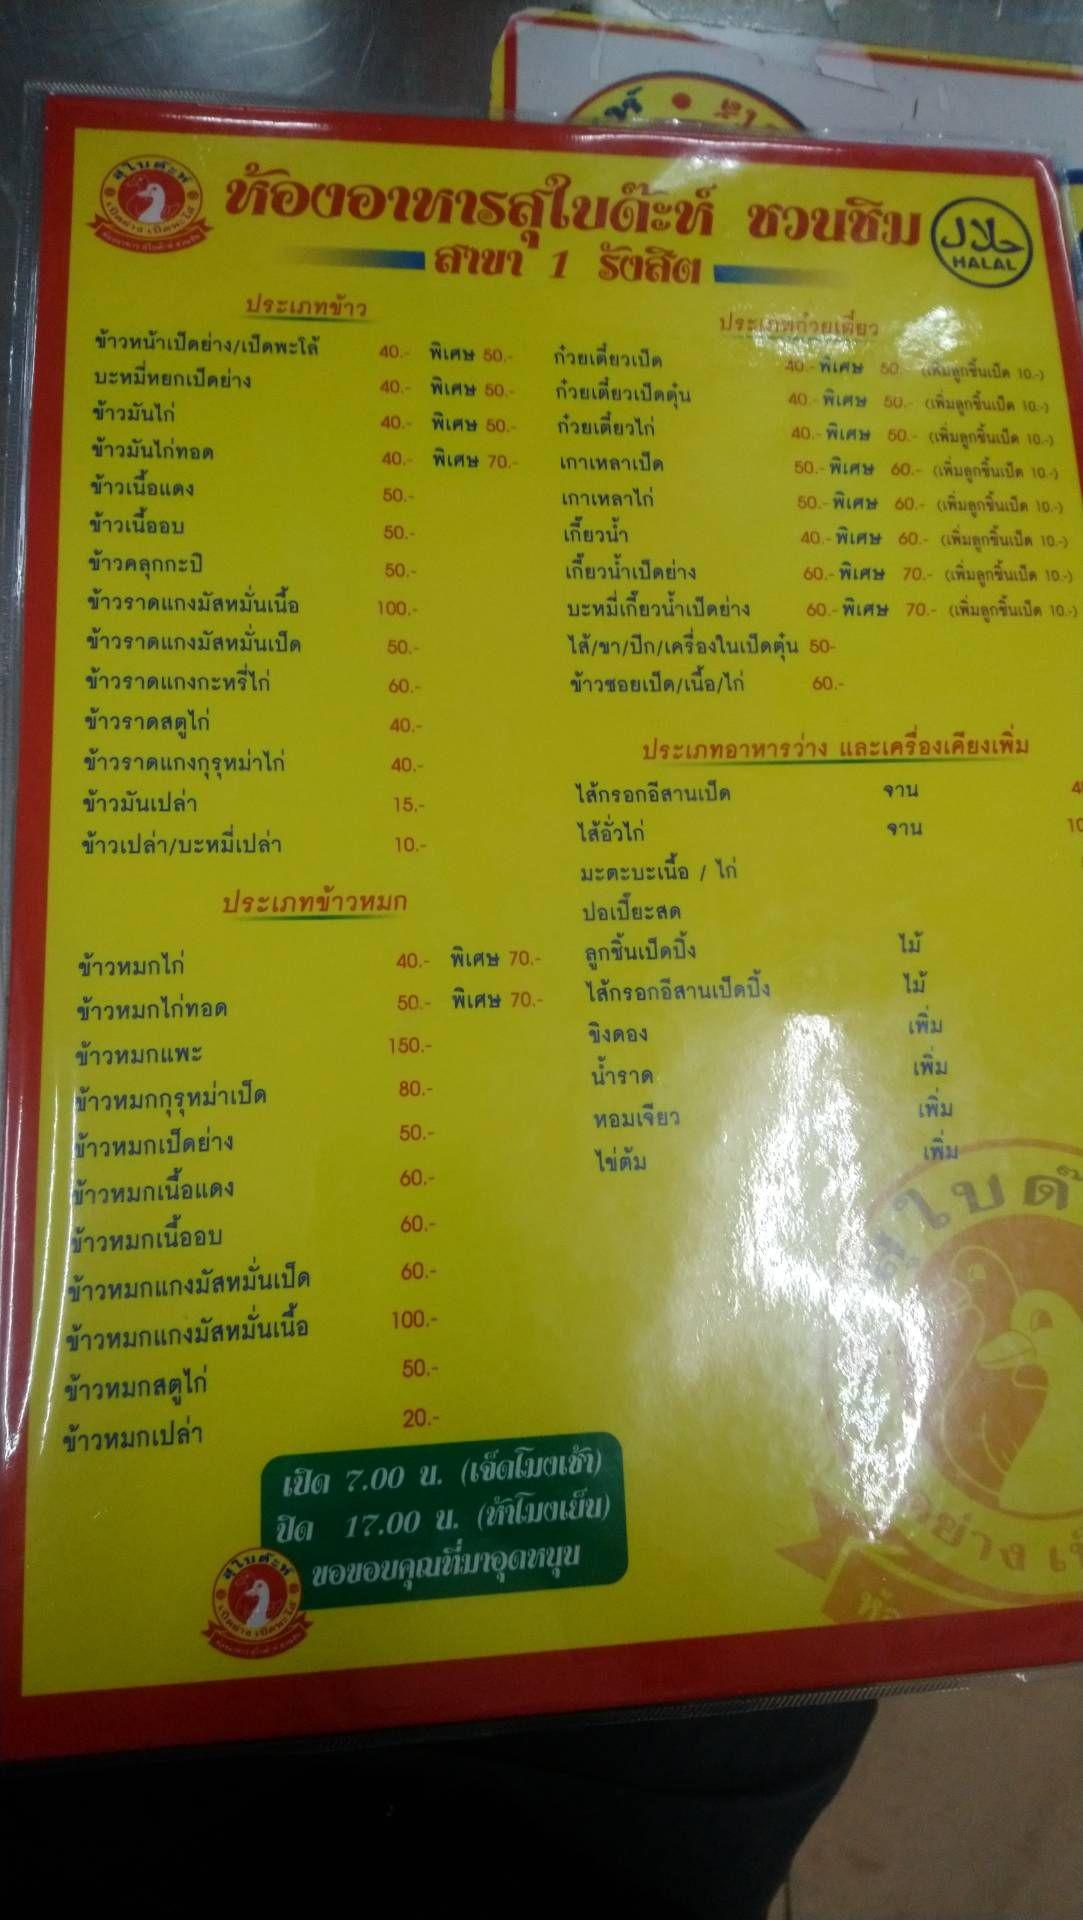 ห้องอาหารสุไบด๊ะห์ ชวนชิม
สาขา 1 รังสิต
حلال
HALAL
ประเภทข้าว
ข้าวหน้าเป็ดย่าง/เป็ดพะโล้ 40.- พิเศษ 50.-
บะหมี่หยกเป็ดย่าง 40.- พิเศษ 50.-
ข้าวมันไก่ 40.- พิเศษ 50.-
ข้าวมันไก่ทอด 40.- พิเศษ 70.-
ข้าวเนื้อแดง 50.-
ข้าวเนื้ออบ 50.-
ข้าวคลุกกะปิ 50.-
ข้าวราดแกงมัสหมั่นเนื้อ 100.-
ข้าวราดแกงมัสหมั่นเป็ด 50.-
ข้าวราดแกงกะหรี่ไก่ 60.-
ข้าวราดสตูไก่ 40.-
ข้าวราดแกงกุรุหม่าไก่ 40.-
ข้าวมันเปล่า 15.-
ข้าวเปล่า/บะหมี่เปล่า 10.-
ประเภทข้าวหมก
ข้าวหมกไก่ 40.- พิเศษ 70.-
ข้าวหมกไก่ทอด 50.- พิเศษ 70.-
ข้าวหมกแพะ 150.-
ข้าวหมกกุรุหม่าเป็ด 80.-
ข้าวหมกเป็ดย่าง 50.-
ข้าวหมกเนื้อแดง 60.-
ข้าวหมกเนื้ออบ 60.-
ข้าวหมกแกงมัสหมั่นเป็ด 60.-
ข้าวหมกแกงมัสหมั่นเนื้อ 100.-
ข้าวหมกสตูไก่ 50.-
ข้าวหมกเปล่า 20.-
ประเภทก๋วยเตี๋ยว
ก๋วยเตี๋ยวเป็ด 40.- พิเศษ 50.- (เพิ่มลูกชิ้นเป็ด 10.-)
ก๋วยเตี๋ยวเป็ดตุ๋น 40.- พิเศษ 50.- (เพิ่มลูกชิ้นเป็ด 10.-)
ก๋วยเตี๋ยวไก่ 40.- พิเศษ 50.- (เพิ่มลูกชิ้นเป็ด 10.-)
เกาเหลาเป็ด 50.- พิเศษ 60.- (เพิ่มลูกชิ้นเป็ด 10.-)
เกาเหลาไก่ 50.- พิเศษ 60.- (เพิ่มลูกชิ้นเป็ด 10.-)
เกี๊ยวน้ำ 40.- พิเศษ 60.- (เพิ่มลูกชิ้นเป็ด 10.-)
เกี๊ยวน้ำเป็ดย่าง 60.- พิเศษ 70.- (เพิ่มลูกชิ้นเป็ด 10.-)
บะหมี่เกี๊ยวน้ำเป็ดย่าง 60.- พิเศษ 70.- (เพิ่มลูกชิ้นเป็ด 10.-)
ไส้/ขา/ปีก/เครื่องในเป็ดตุ๋น 50-
ข้าวซอยเป็ด/เนื้อ/ไก่ 60.-
ประเภทอาหารว่าง และเครื่องเคียงเพิ่ม
ไส้กรอกอีสานเป็ด จาน
ไส้อั่วไก่ จาน
มะตะบะเนื้อ / ไก่
ปอเปี๊ยะสด
ลูกชิ้นเป็ดปิ้ง ไม้
ไส้กรอกอีสานเป็ดปิ้ง ไม้
ขิงดอง เพิ่ม
น้ำราด เพิ่ม
หอมเจียว เพิ่ม
ไข่ต้ม เพิ่ม
เปิด 7.00 น. (เจ็ดโมงเช้า)
ปิด 17.00 น. (ห้าโมงเย็น)
ขอขอบคุณที่มาอุดหนุน
สุไบด๊ะห์
เป็ดย่าง เป็ดพะโล้